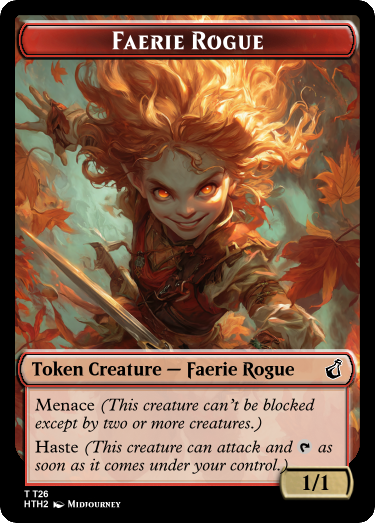 Faerie Rogue
Token Creature — Faerie Rogue
Menace (This creature can't be blocked
except by two or more creatures.)
Haste (This creature can attack and as
soon as it comes under your control.)
1/1
T T26
HTH2 Midjourney